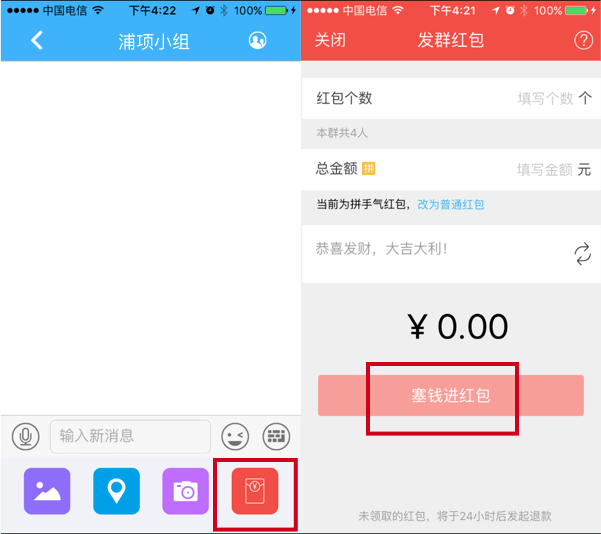 中国电信 下午4:22 100%
浦项小组
输入新消息
中国电信 下午4:21 100%
关闭 发群红包 ?
红包个数 填写个数 个
本群共4人
总金额 拼 填写金额 元
当前为拼手气红包，改为普通红包
恭喜发财，大吉大利！
¥ 0.00
塞钱进红包
未领取的红包，将于24小时后发起退款